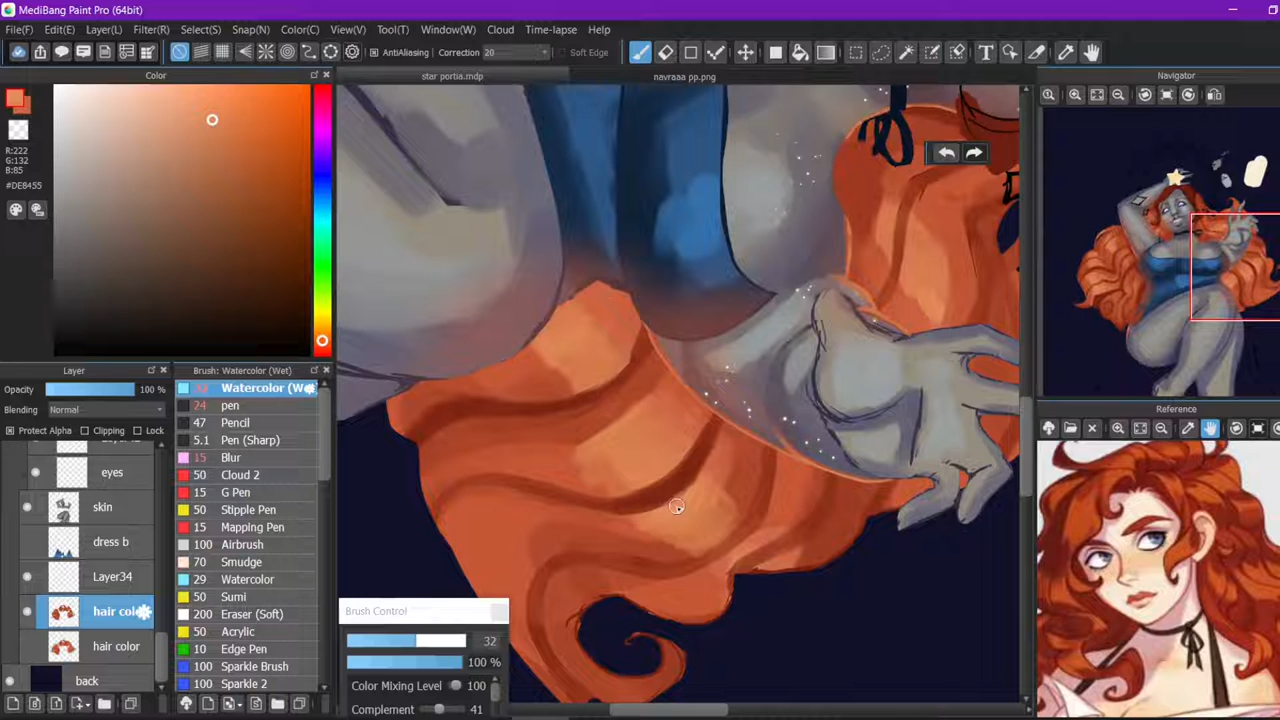 MediBang Paint Pro (64bit)
File(F) Edit(E) Layer(L) Filter(R) View(V) Select(S) Snap(N) Color(C) Tool(T) Window(W) Cloud Time-lapse Help(H)
AntiAliasing Correction 20 Soft Edge
Color
star portia.mdp
navraaa pp.png
Navigator
R:222
G:132
B:85
#DE8455
Layer
Opacity 100 %
Blending Normal
Protect Alpha Clipping Lock
eyes
skin
dress b
Layer34
hair col
hair color
back
Brush: Watercolor (Wet)
Watercolor (W
24 pen
47 Pencil
5.1 Pen (Sharp)
15 Blur
50 Cloud 2
15 G Pen
50 Stipple Pen
15 Mapping Pen
100 Airbrush
70 Smudge
29 Watercolor
50 Sumi
200 Eraser (Soft)
50 Acrylic
10 Edge Pen
100 Sparkle Brush
100 Sparkle 2
Brush Control
32
100 %
Color Mixing Level 100
Complement 41
Reference